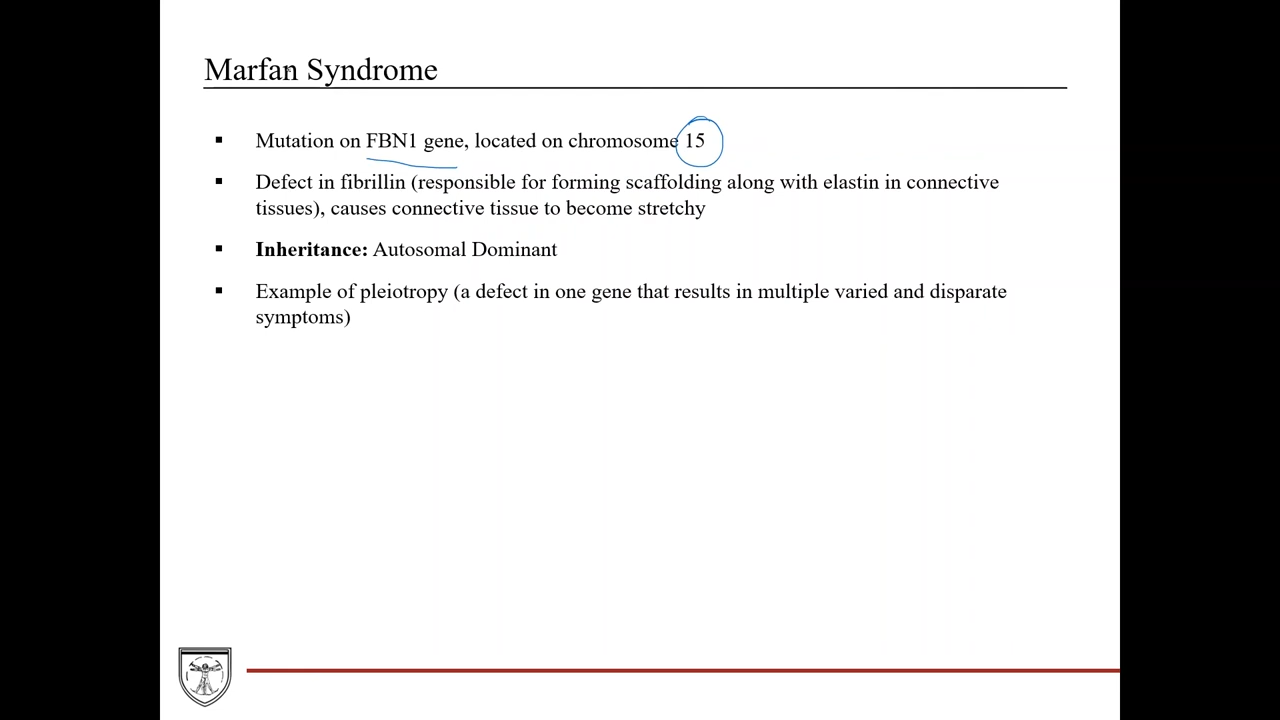 Marfan Syndrome
▪ Mutation on FBN1 gene, located on chromosome 15
▪ Defect in fibrillin (responsible for forming scaffolding along with elastin in connective
tissues), causes connective tissue to become stretchy
▪ Inheritance: Autosomal Dominant
▪ Example of pleiotropy (a defect in one gene that results in multiple varied and disparate
symptoms)